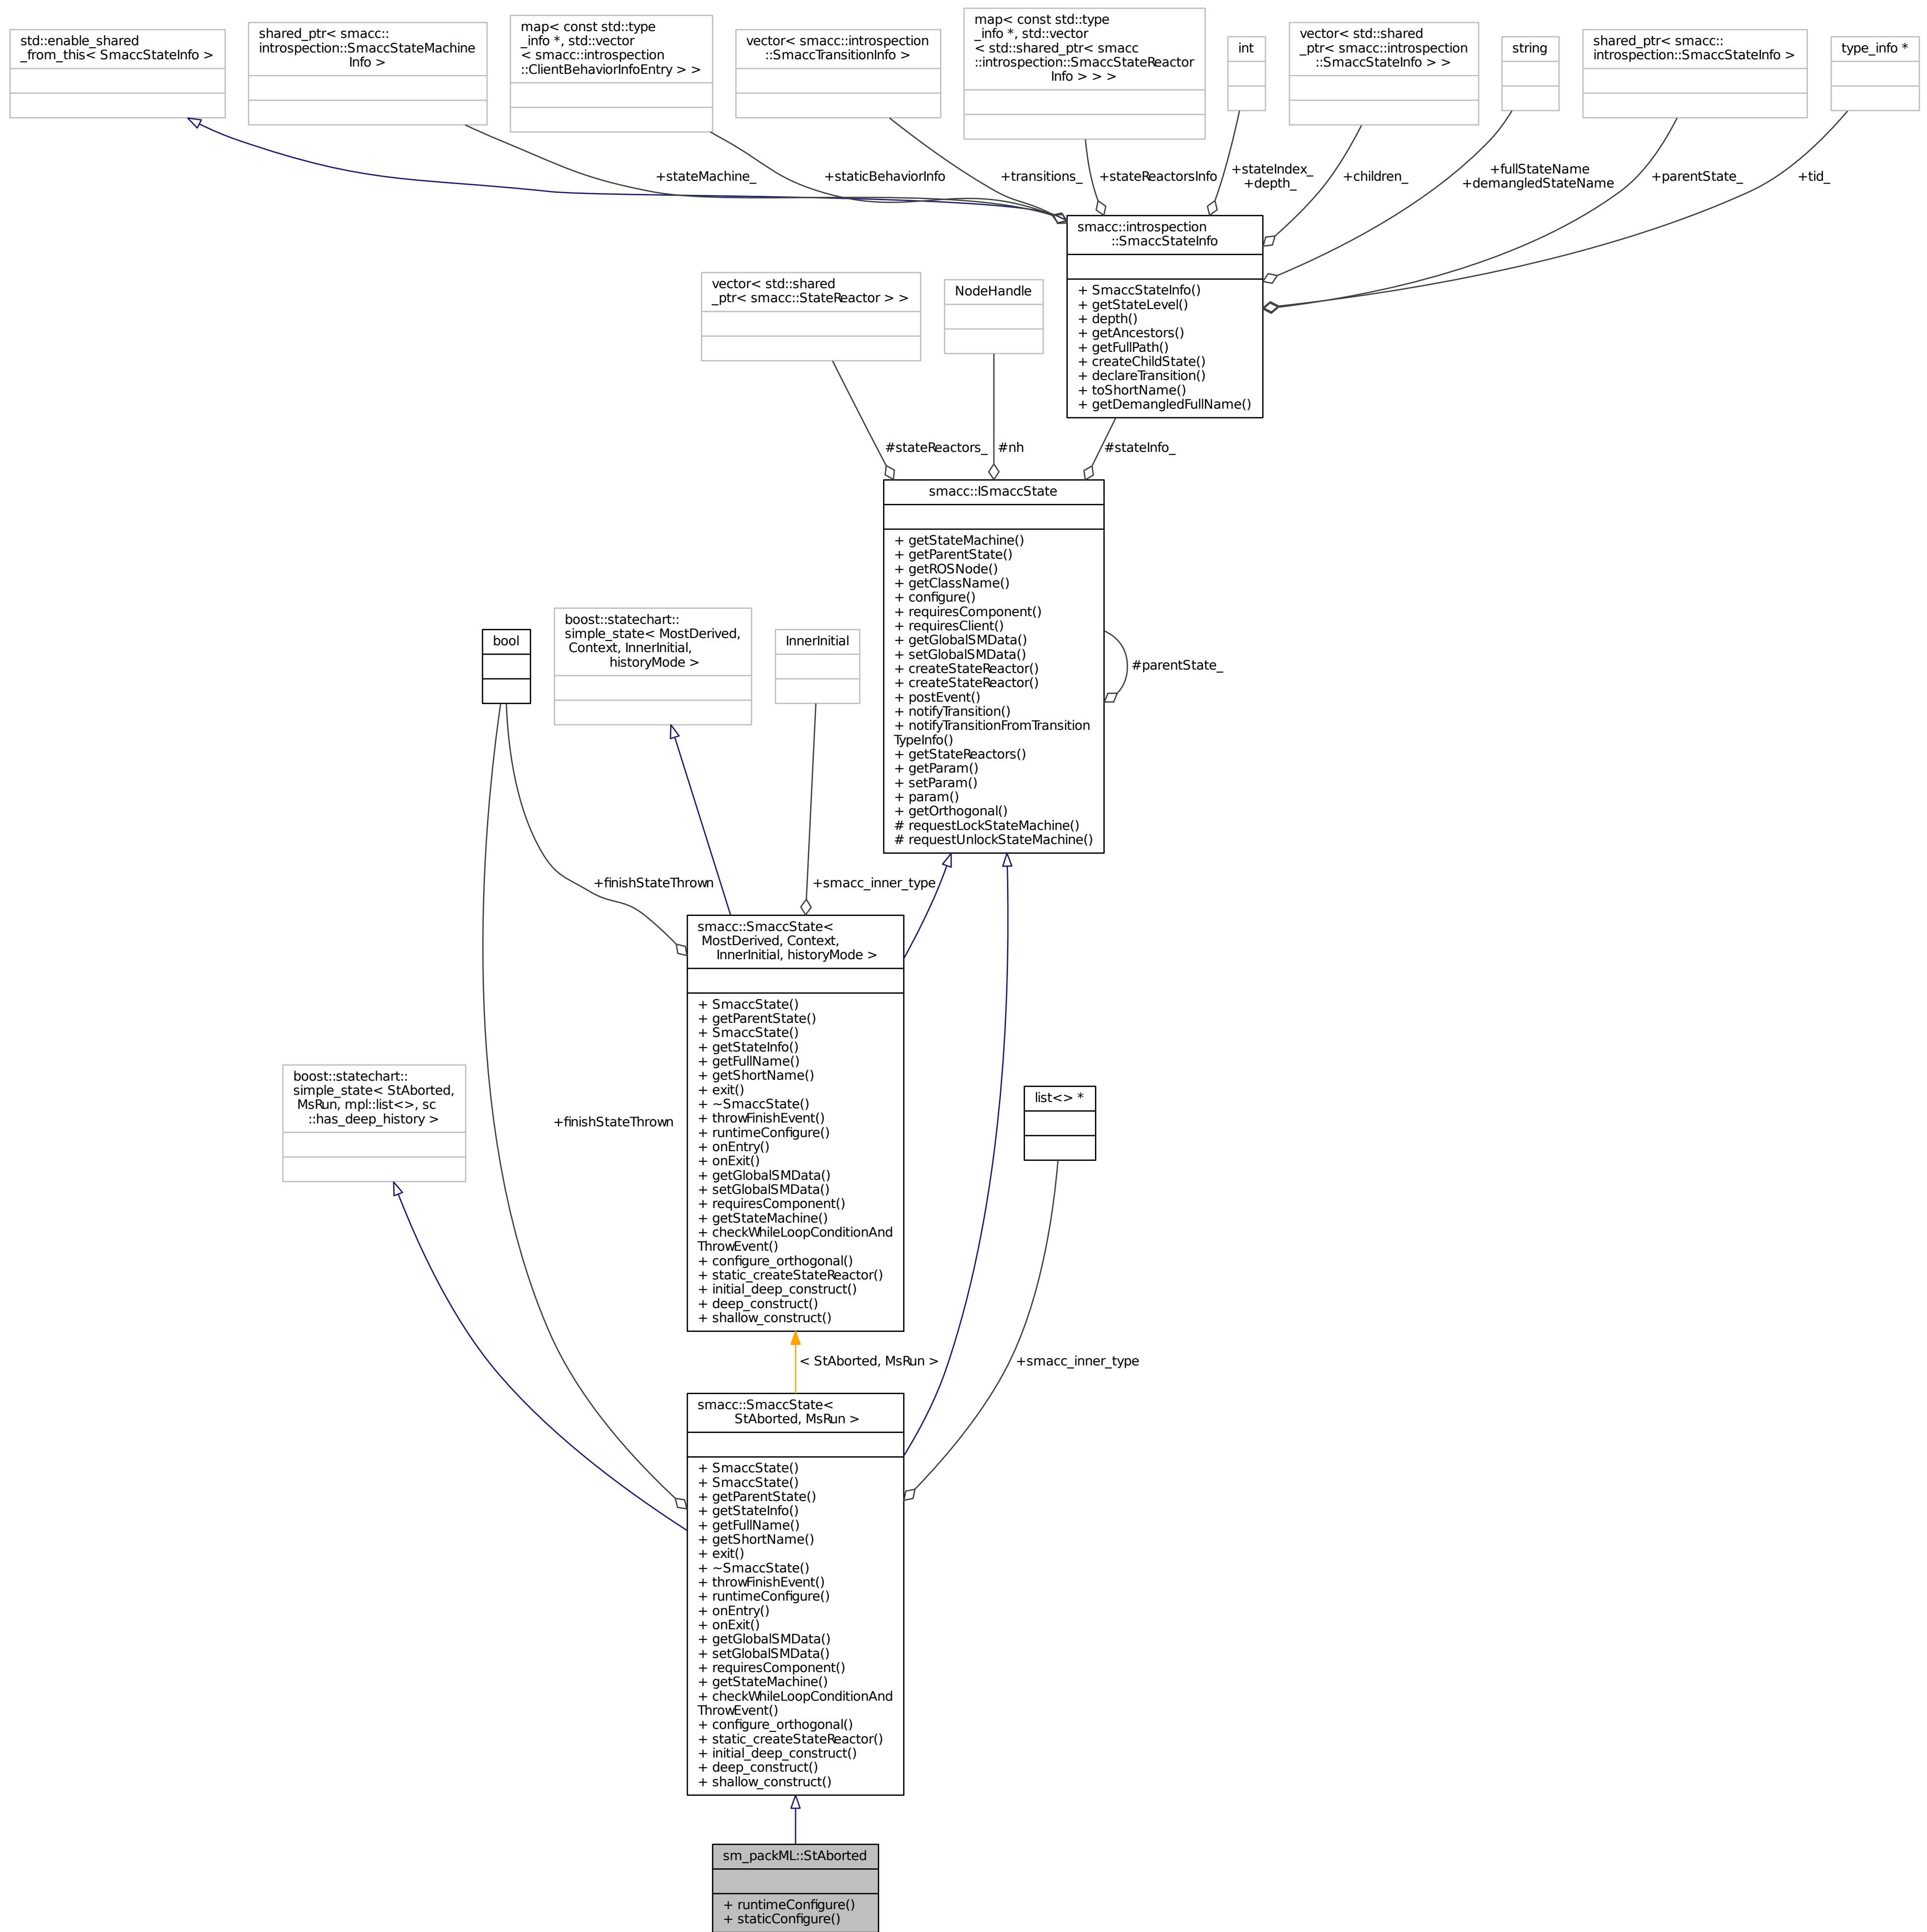 std::enable_shared
_from_this< SmaccStateInfo >
shared_ptr< smacc::
introspection::SmaccStateMachine
Info >
map< const std::type
_info *, std::vector
< smacc::introspection
::ClientBehaviorInfoEntry > >
vector< smacc::introspection
::SmaccTransitionInfo >
map< const std::type
_info *, std::vector
< std::shared_ptr< smacc
::introspection::SmaccStateReactor
Info > > >
int
vector< std::shared
_ptr< smacc::introspection
::SmaccStateInfo > >
string
shared_ptr< smacc::
introspection::SmaccStateInfo >
type_info *
+stateMachine_
+staticBehaviorInfo
+transitions_
+stateReactorsInfo
+stateIndex_
+depth_
+children_
+fullStateName
+demangledStateName
+parentState_
+tid_
smacc::introspection
::SmaccStateInfo
+ SmaccStateInfo()
+ getStateLevel()
+ depth()
+ getAncestors()
+ getFullPath()
+ createChildState()
+ declareTransition()
+ toShortName()
+ getDemangledFullName()
vector< std::shared
_ptr< smacc::StateReactor > >
NodeHandle
#stateReactors_
#nh
#stateInfo_
smacc::ISmaccState
+ getStateMachine()
+ getParentState()
+ getROSNode()
+ getClassName()
+ configure()
+ requiresComponent()
+ requiresClient()
+ getGlobalSMData()
+ setGlobalSMData()
+ createStateReactor()
+ createStateReactor()
+ postEvent()
+ notifyTransition()
+ notifyTransitionFromTransition
TypeInfo()
+ getStateReactors()
+ getParam()
+ setParam()
+ param()
+ getOrthogonal()
# requestLockStateMachine()
# requestUnlockStateMachine()
#parentState_
bool
boost::statechart::
simple_state< MostDerived,
Context, InnerInitial,
historyMode >
InnerInitial
+finishStateThrown
+smacc_inner_type
smacc::SmaccState<
MostDerived, Context,
InnerInitial, historyMode >
+ SmaccState()
+ getParentState()
+ SmaccState()
+ getStateInfo()
+ getFullName()
+ getShortName()
+ exit()
+ ~SmaccState()
+ throwFinishEvent()
+ runtimeConfigure()
+ onEntry()
+ onExit()
+ getGlobalSMData()
+ setGlobalSMData()
+ requiresComponent()
+ getStateMachine()
+ checkWhileLoopConditionAnd
ThrowEvent()
+ configure_orthogonal()
+ static_createStateReactor()
+ initial_deep_construct()
+ deep_construct()
+ shallow_construct()
boost::statechart::
simple_state< StAborted,
MsRun, mpl::list<>, sc
::has_deep_history >
+finishStateThrown
list<> *
< StAborted, MsRun >
+smacc_inner_type
smacc::SmaccState<
StAborted, MsRun >
+ SmaccState()
+ SmaccState()
+ getParentState()
+ getStateInfo()
+ getFullName()
+ getShortName()
+ exit()
+ ~SmaccState()
+ throwFinishEvent()
+ runtimeConfigure()
+ onEntry()
+ onExit()
+ getGlobalSMData()
+ setGlobalSMData()
+ requiresComponent()
+ getStateMachine()
+ checkWhileLoopConditionAnd
ThrowEvent()
+ configure_orthogonal()
+ static_createStateReactor()
+ initial_deep_construct()
+ deep_construct()
+ shallow_construct()
sm_packML::StAborted
+ runtimeConfigure()
+ staticConfigure()